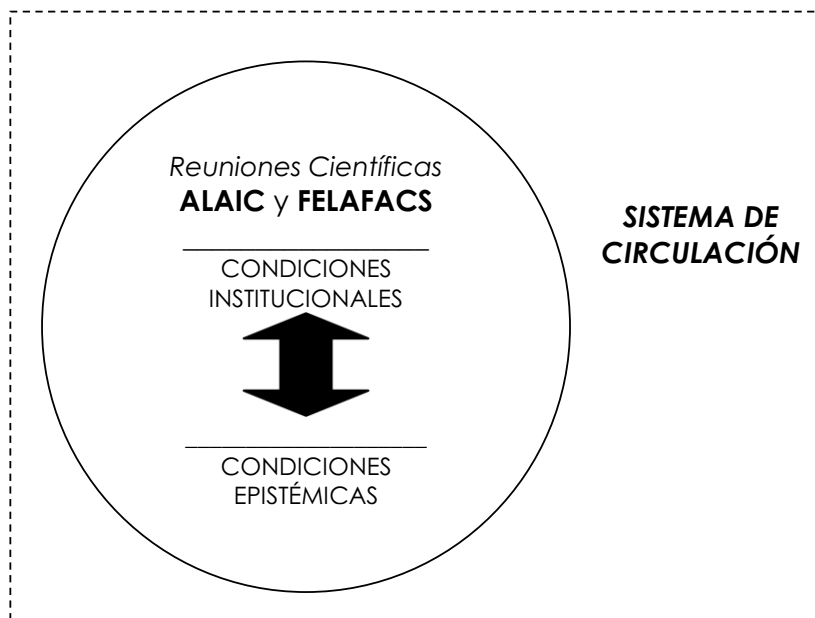 Reuniones Científicas
ALAIC y FELAFACS
CONDICIONES
INSTITUCIONALES
CONDICIONES
EPISTÉMICAS
SISTEMA DE
CIRCULACIÓN